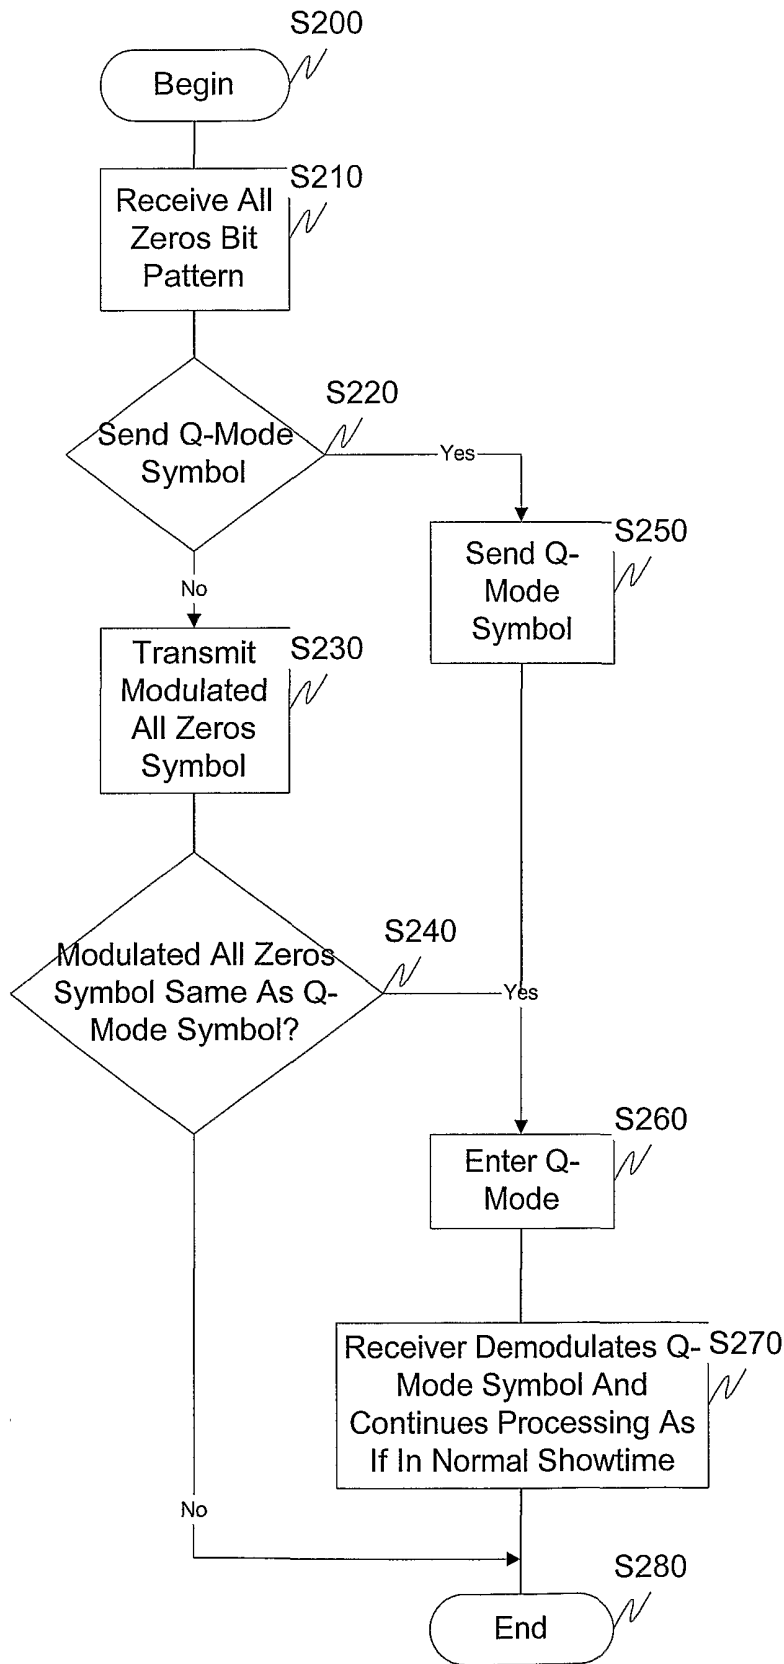 S200
Begin
S210
Receive All
Zeros Bit
Pattern
S220
Send Q-Mode
Symbol
Yes
No
S250
Send Q-
Mode
Symbol
S230
Transmit
Modulated
All Zeros
Symbol
S240
Modulated All Zeros
Symbol Same As Q-
Mode Symbol?
Yes
S260
Enter Q-
Mode
S270
Receiver Demodulates Q-
Mode Symbol And
Continues Processing As
If In Normal Showtime
No
S280
End